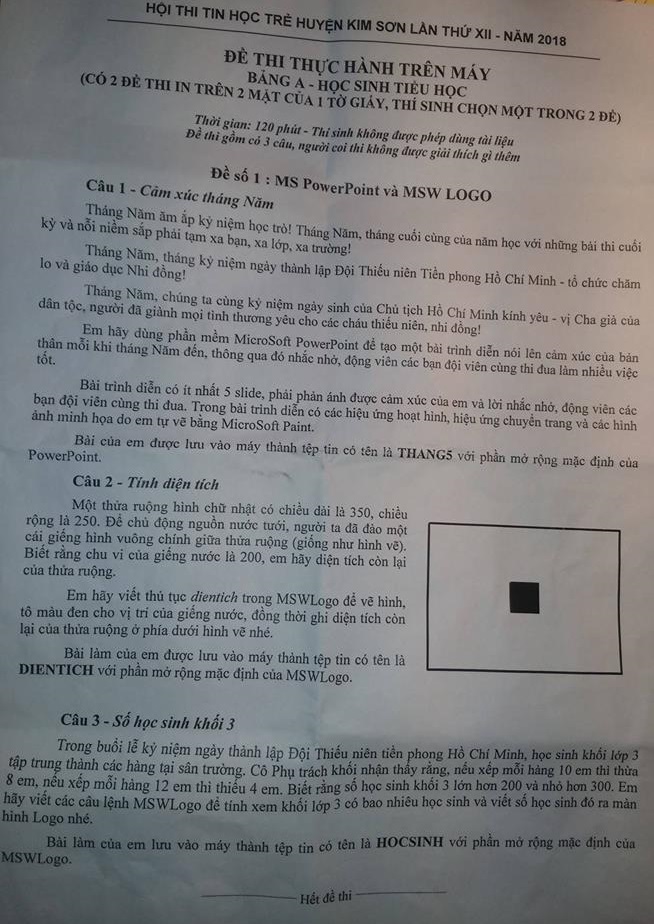 HỘI THI TIN HỌC TRẺ HUYỆN KIM SƠN LẦN THỨ XII - NĂM 2018
ĐỀ THI THỰC HÀNH TRÊN MÁY
BẢNG A - HỌC SINH TIỂU HỌC
(CÓ 2 ĐỀ THI IN TRÊN 2 MẶT CỦA 1 TỜ GIẤY, THÍ SINH CHỌN MỘT TRONG 2 ĐỀ)
Thời gian: 120 phút - Thí sinh không được phép dùng tài liệu
Đề thi gồm có 3 câu, người coi thi không được giải thích gì thêm
Đề số 1 : MS PowerPoint và MSW LOGO
Câu 1 - Cảm xúc tháng Năm
Tháng Năm ăm ắp kỷ niệm học trò! Tháng Năm, tháng cuối cùng của năm học với những bài thi cuối
kỳ và nỗi niềm sắp phải tạm xa bạn, xa lớp, xa trường!
Tháng Năm, tháng kỷ niệm ngày thành lập Đội Thiếu niên Tiền phong Hồ Chí Minh - tổ chức chăm
lo và giáo dục Nhi đồng!
Tháng Năm, chúng ta cùng kỷ niệm ngày sinh của Chủ tịch Hồ Chí Minh kính yêu - vị Cha già của
dân tộc, người đã giành mọi tình thương yêu cho các cháu thiếu niên, nhi đồng!
Em hãy dùng phần mềm MicroSoft PowerPoint để tạo một bài trình diễn nói lên cảm xúc của bản
thân mỗi khi tháng Năm đến, thông qua đó nhắc nhở, động viên các bạn đội viên cùng thi đua làm nhiều việc
tốt.
Bài trình diễn có ít nhất 5 slide, phải phản ánh được cảm xúc của em và lời nhắc nhở, động viên các
bạn đội viên cùng thi đua. Trong bài trình diễn có các hiệu ứng hoạt hình, hiệu ứng chuyển trang và các hình
ảnh minh họa do em tự vẽ bằng MicroSoft Paint.
Bài của em được lưu vào máy thành tệp tin có tên là THANG5 với phần mở rộng mặc định của
PowerPoint.
Câu 2 - Tính diện tích
Một thửa ruộng hình chữ nhật có chiều dài là 350, chiều
rộng là 250. Để chủ động nguồn nước tưới, người ta đã đào một
cái giếng hình vuông chính giữa thửa ruộng (giống như hình vẽ).
Biết rằng chu vi của giếng nước là 200, em hãy diện tích còn lại
của thửa ruộng.
Em hãy viết thủ tục dientich trong MSWLogo để vẽ hình,
tô màu đen cho vị trí của giếng nước, đồng thời ghi diện tích còn
lại của thửa ruộng ở phía dưới hình vẽ nhé.
Bài làm của em được lưu vào máy thành tệp tin có tên là
DIENTICH với phần mở rộng mặc định của MSWLogo.
Câu 3 - Số học sinh khối 3
Trong buổi lễ kỷ niệm ngày thành lập Đội Thiếu niên tiền phong Hồ Chí Minh, học sinh khối lớp 3
tập trung thành các hàng tại sân trường. Cô Phụ trách khối nhận thấy rằng, nếu xếp mỗi hàng 10 em thì thừa
8 em, nếu xếp mỗi hàng 12 em thì thiếu 4 em. Biết rằng số học sinh khối 3 lớn hơn 200 và nhỏ hơn 300. Em
hãy viết các câu lệnh MSWLogo để tính xem khối lớp 3 có bao nhiêu học sinh và viết số học sinh đó ra màn
hình Logo nhé.
Bài làm của em lưu vào máy thành tệp tin có tên là HOCSINH với phần mở rộng mặc định của
MSWLogo.
Hết đề thi